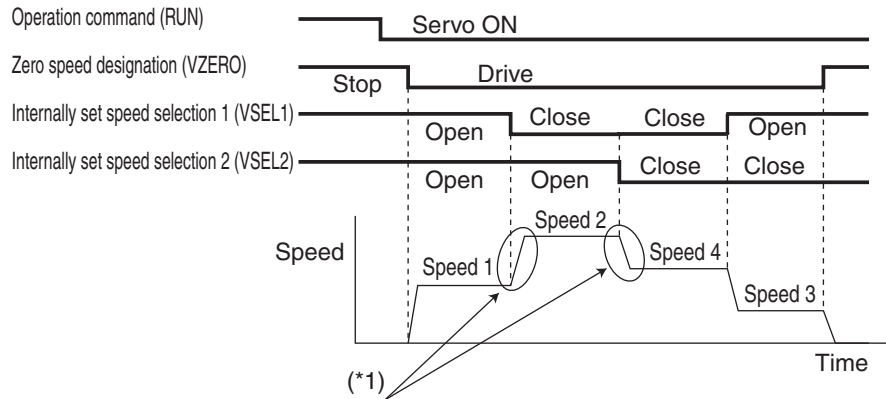 Operation command (RUN)
Servo ON
Zero speed designation (VZERO)
Stop
Drive
Internally set speed selection 1 (VSEL1)
Open
Close
Close
Open
Internally set speed selection 2 (VSEL2)
Open
Open
Close
Close
Speed
Speed 1
Speed 2
Speed 4
Speed 3
Time
(*1)